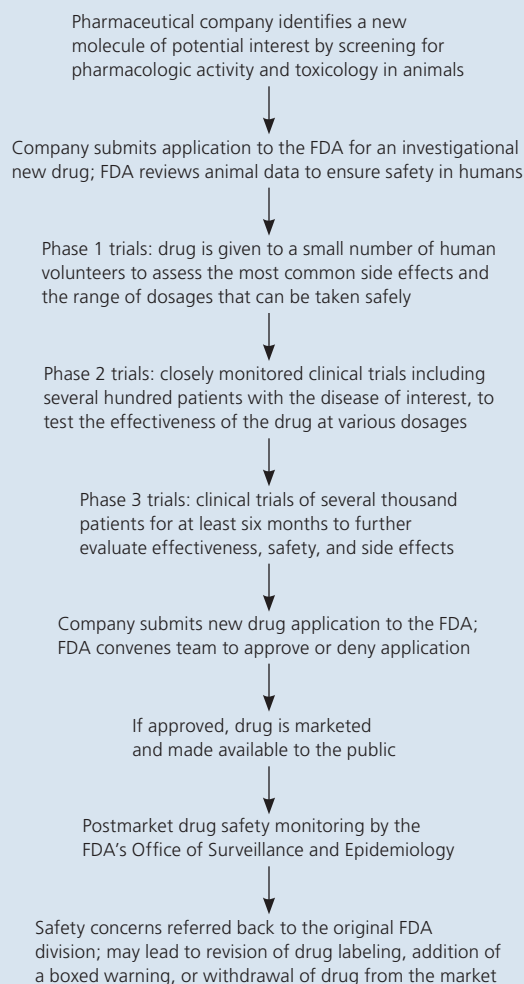 Pharmaceutical company identifies a new
molecule of potential interest by screening for
pharmacologic activity and toxicology in animals
Company submits application to the FDA for an investigational
new drug; FDA reviews animal data to ensure safety in humans
Phase 1 trials: drug is given to a small number of human
volunteers to assess the most common side effects and
the range of dosages that can be taken safely
Phase 2 trials: closely monitored clinical trials including
several hundred patients with the disease of interest, to
test the effectiveness of the drug at various dosages
Phase 3 trials: clinical trials of several thousand
patients for at least six months to further
evaluate effectiveness, safety, and side effects
Company submits new drug application to the FDA;
FDA convenes team to approve or deny application
If approved, drug is marketed
and made available to the public
Postmarket drug safety monitoring by the
FDA's Office of Surveillance and Epidemiology
Safety concerns referred back to the original FDA
division; may lead to revision of drug labeling, addition of
a boxed warning, or withdrawal of drug from the market